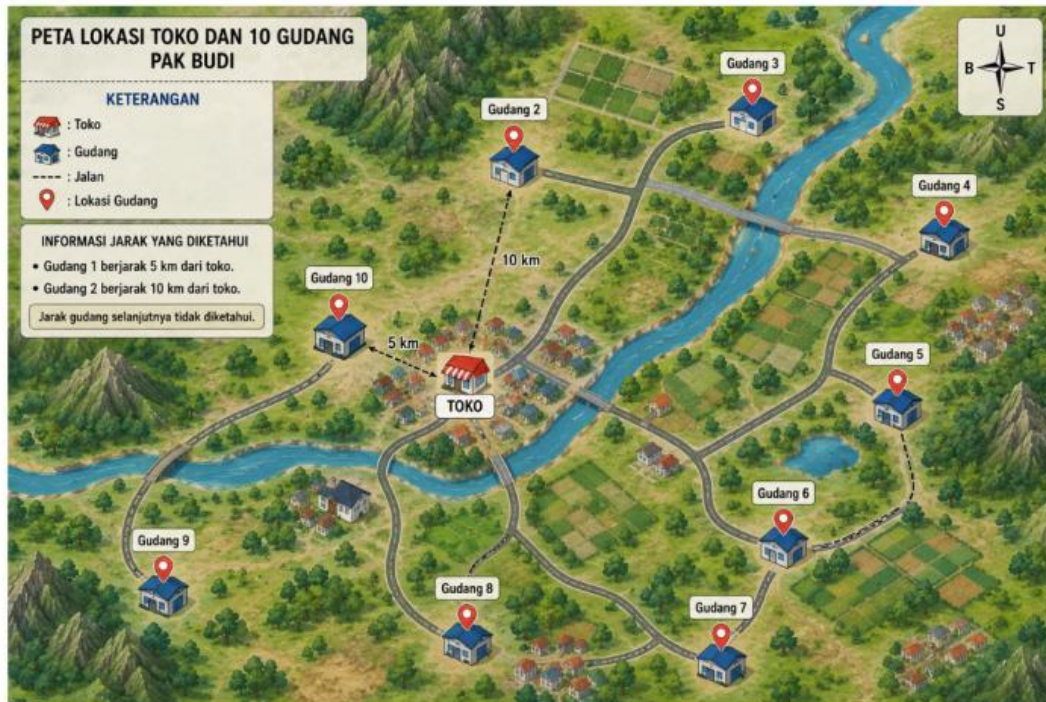 PETA LOKASI TOKO DAN 10 GUDANG
PAK BUDI
KETERANGAN
: Toko
: Gudang
: Jalan
: Lokasi Gudang
INFORMASI JARAK YANG DIKETAHUI
• Gudang 1 berjarak 5 km dari toko.
• Gudang 2 berjarak 10 km dari toko.
Jarak gudang selanjutnya tidak diketahui.
U
B
T
S
Gudang 3
Gudang 2
Gudang 4
10 km
Gudang 10
5 km
Gudang 5
TOKO
Gudang 6
Gudang 9
Gudang 8
Gudang 7